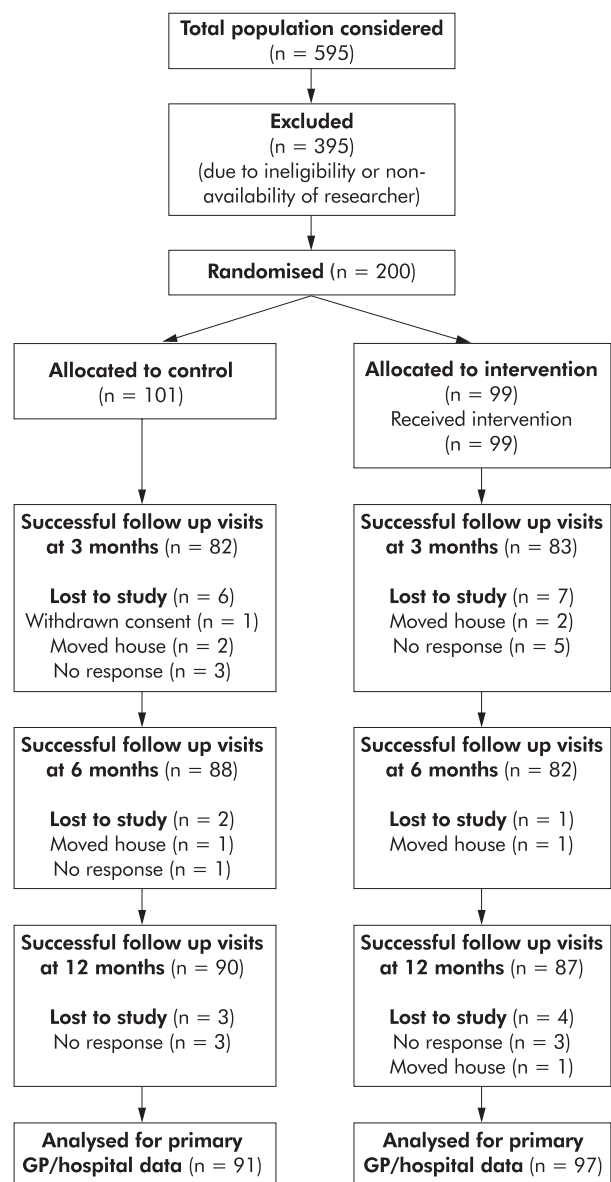 Total population considered
(n = 595)
Excluded
(n = 395)
(due to ineligibility or non-
availability of researcher)
Randomised (n = 200)
Allocated to control
(n = 101)
Allocated to intervention
(n = 99)
Received intervention
(n = 99)
Successful follow up visits
at 3 months (n = 82)
Lost to study (n = 6)
Withdrawn consent (n = 1)
Moved house (n = 2)
No response (n = 3)
Successful follow up visits
at 3 months (n = 83)
Lost to study (n = 7)
Moved house (n = 2)
No response (n = 5)
Successful follow up visits
at 6 months (n = 88)
Lost to study (n = 2)
Moved house (n = 1)
No response (n = 1)
Successful follow up visits
at 6 months (n = 82)
Lost to study (n = 1)
Moved house (n = 1)
Successful follow up visits
at 12 months (n = 90)
Lost to study (n = 3)
No response (n = 3)
Successful follow up visits
at 12 months (n = 87)
Lost to study (n = 4)
No response (n = 3)
Moved house (n = 1)
Analysed for primary
GP/hospital data (n = 91)
Analysed for primary
GP/hospital data (n = 97)